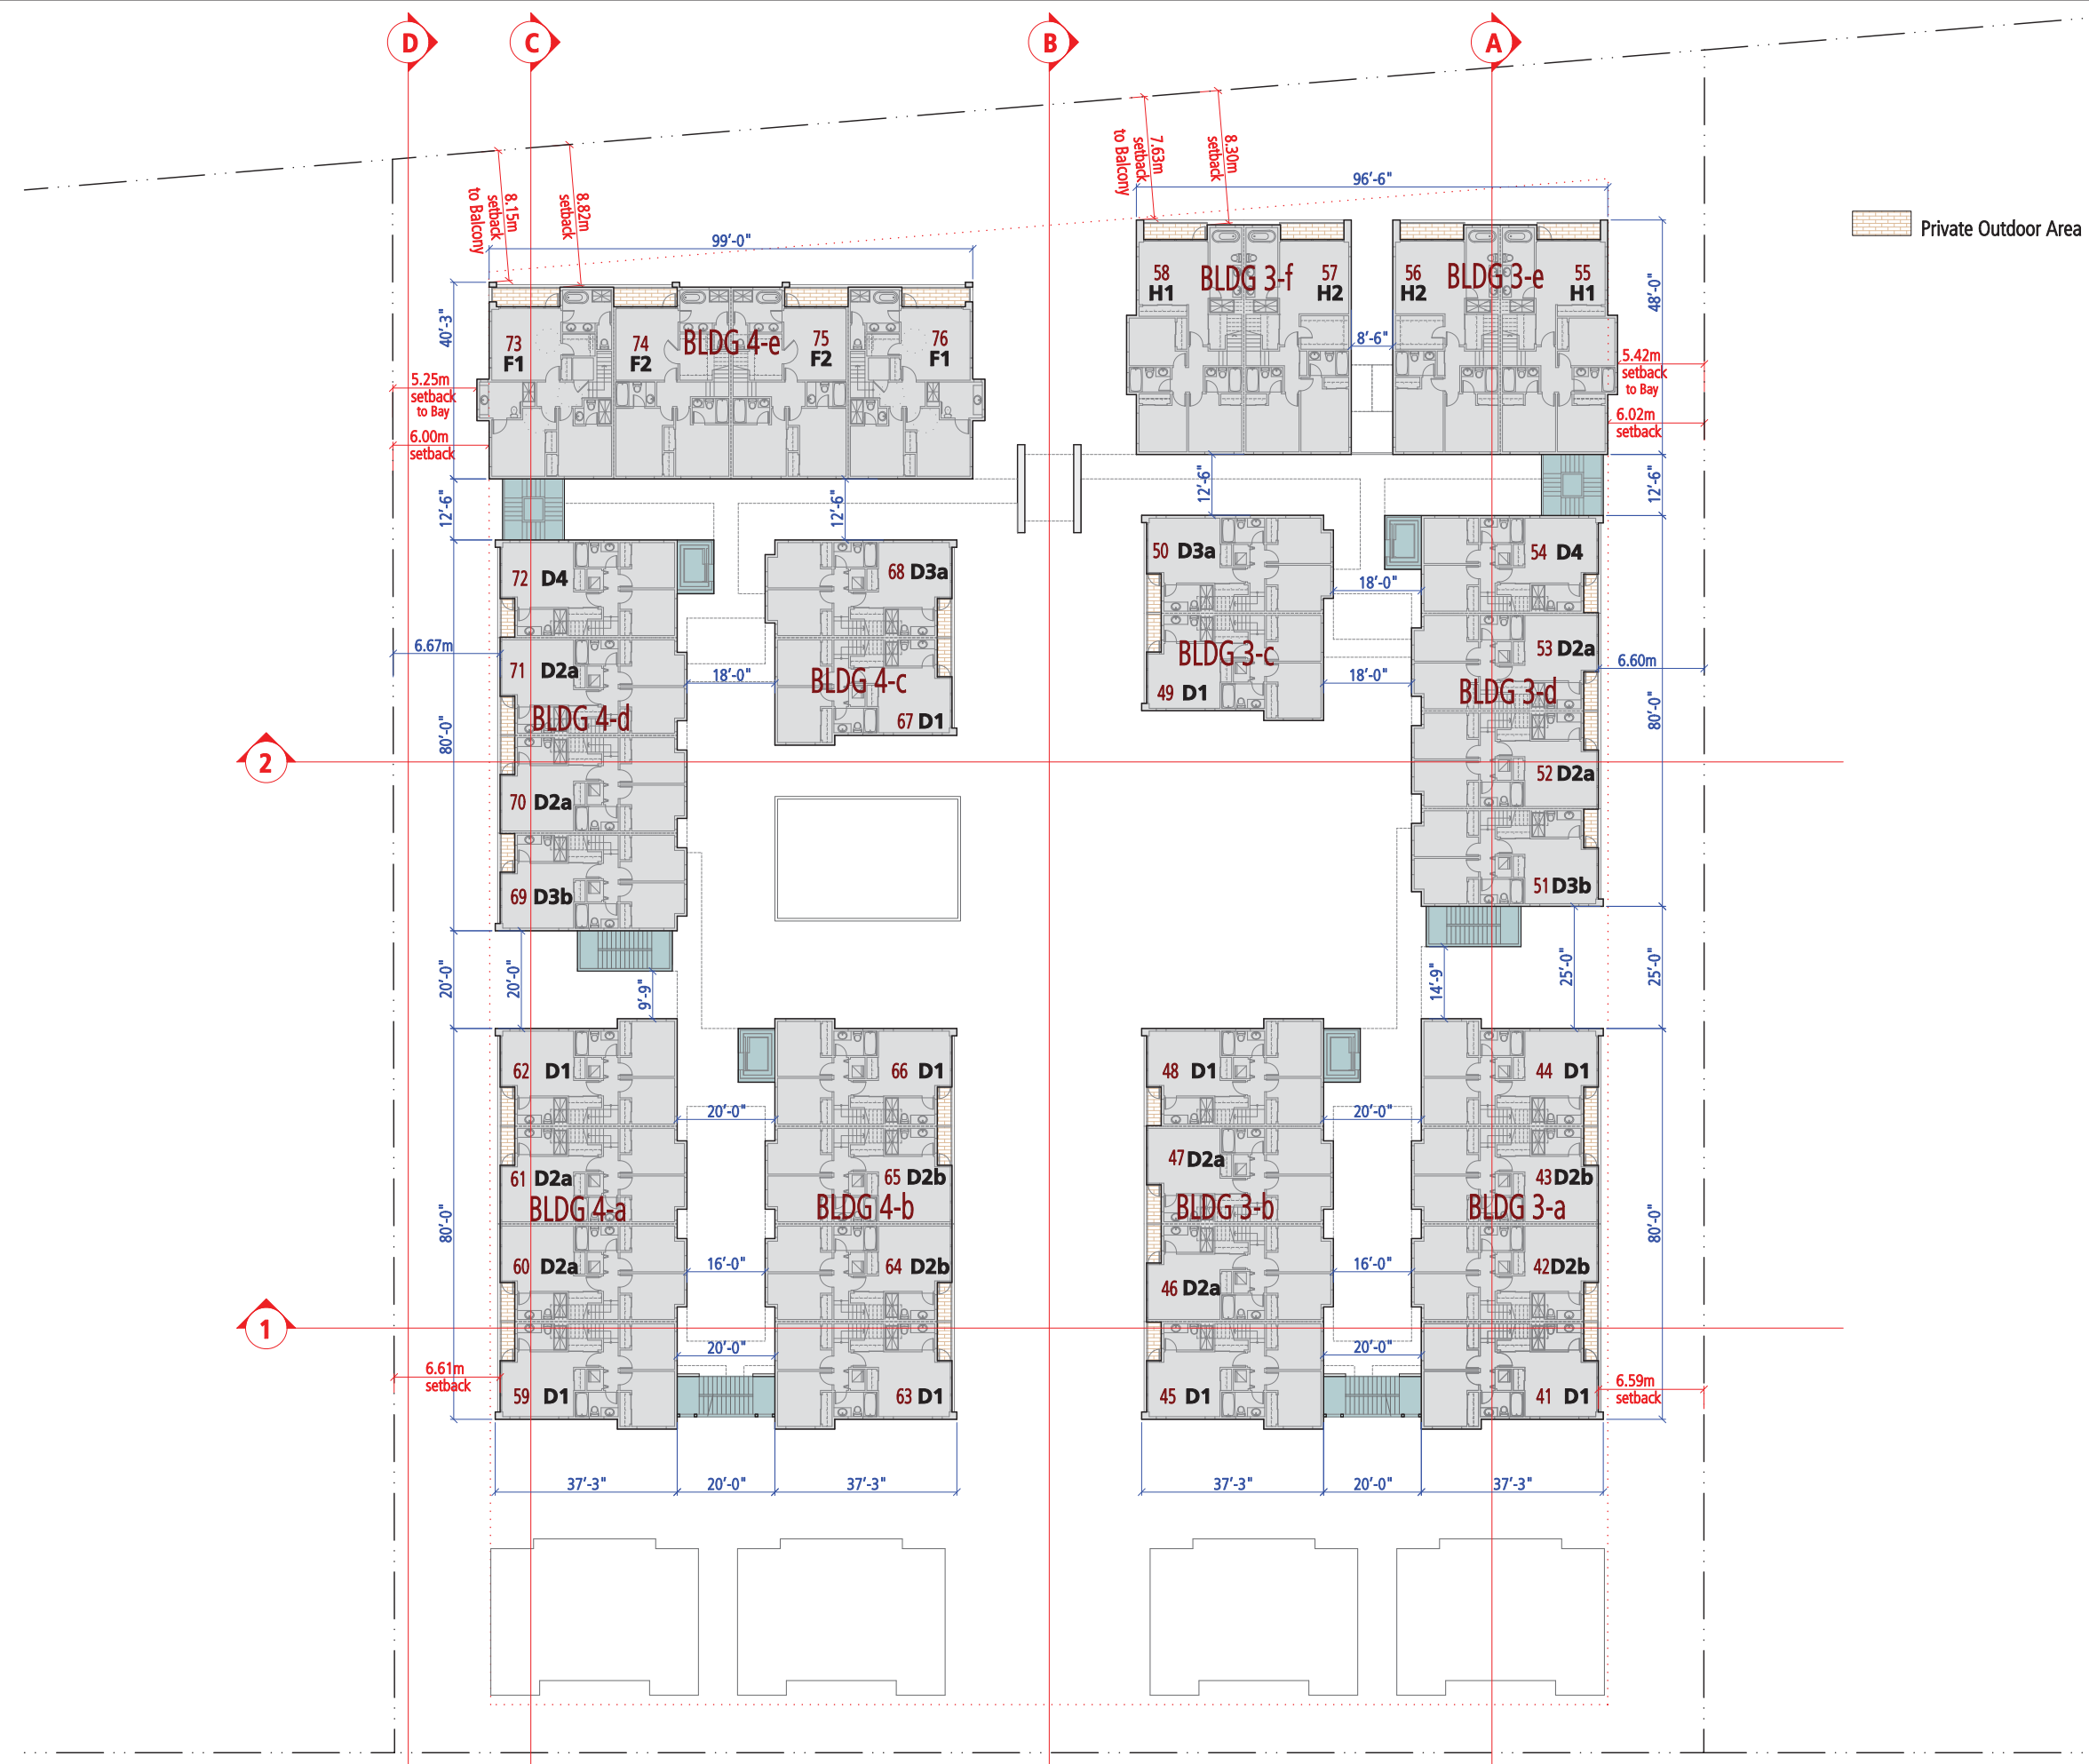 D
C
B
A
7.63m
setback
to Balcony
8.30m
setback
8.15m
setback
to Balcony
8.82m
setback
96'-6"
99'-0"
Private Outdoor Area
58
H1
BLDG 3-f
57
H2
56
H2
BLDG 3-e
55
H1
48'-0"
40'-3"
73
F1
74
F2
BLDG 4-e
75
F2
76
F1
8'-6"
5.42m
setback
to Bay
5.25m
setback
to Bay
6.02m
setback
6.00m
setback
12'-6"
12'-6"
12'-6"
12'-6"
50 D3a
54 D4
72 D4
68 D3a
18'-0"
6.67m
71 D2a
18'-0"
BLDG 4-c
BLDG 3-c
53 D2a
6.60m
18'-0"
49 D1
BLDG 3-d
BLDG 4-d
67 D1
80'-0"
80'-0"
2
70 D2a
52 D2a
69 D3b
51 D3b
20'-0"
20'-0"
9'-9"
14'-9"
25'-0"
25'-0"
62 D1
66 D1
48 D1
44 D1
20'-0"
20'-0"
61 D2a
65 D2b
47 D2a
43 D2b
BLDG 4-a
BLDG 4-b
BLDG 3-b
BLDG 3-a
80'-0"
80'-0"
60 D2a
16'-0"
64 D2b
46 D2a
16'-0"
42 D2b
1
20'-0"
20'-0"
6.61m
setback
59 D1
63 D1
45 D1
41 D1
6.59m
setback
37'-3"
20'-0"
37'-3"
37'-3"
20'-0"
37'-3"